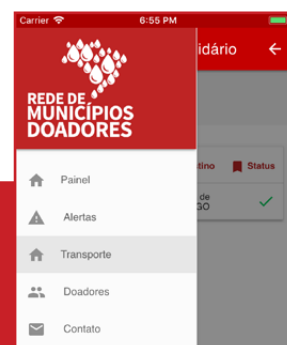 Carrier 6:55 PM
idário
REDE DE
MUNICÍPIOS
DOADORES
tino Status
Painel
de
GO
Alertas
Transporte
Doadores
Contato